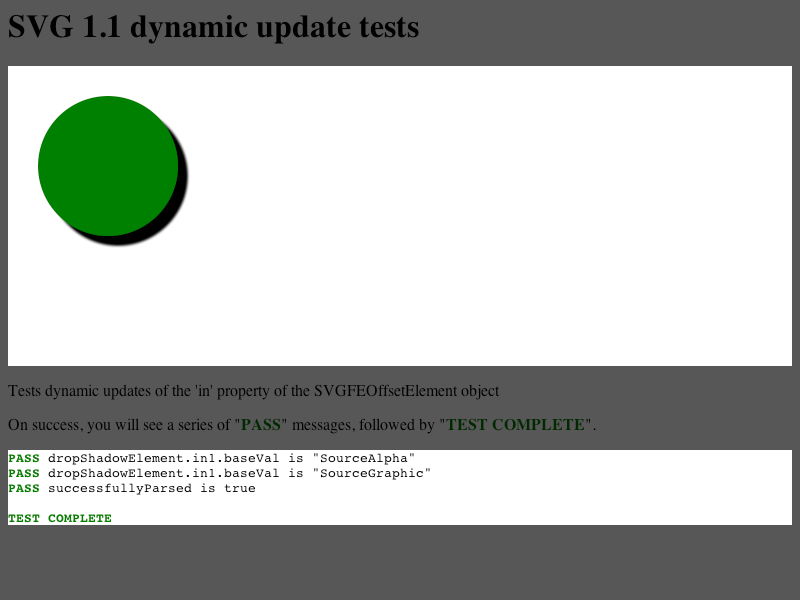 SVG 1.1 dynamic update tests
Tests dynamic updates of the 'in' property of the SVGFEOffsetElement object
On success, you will see a series of "PASS" messages, followed by "TEST COMPLETE".
PASS dropShadowElement.in1.baseVal is "SourceAlpha"
PASS dropShadowElement.in1.baseVal is "SourceGraphic"
PASS successfullyParsed is true
TEST COMPLETE